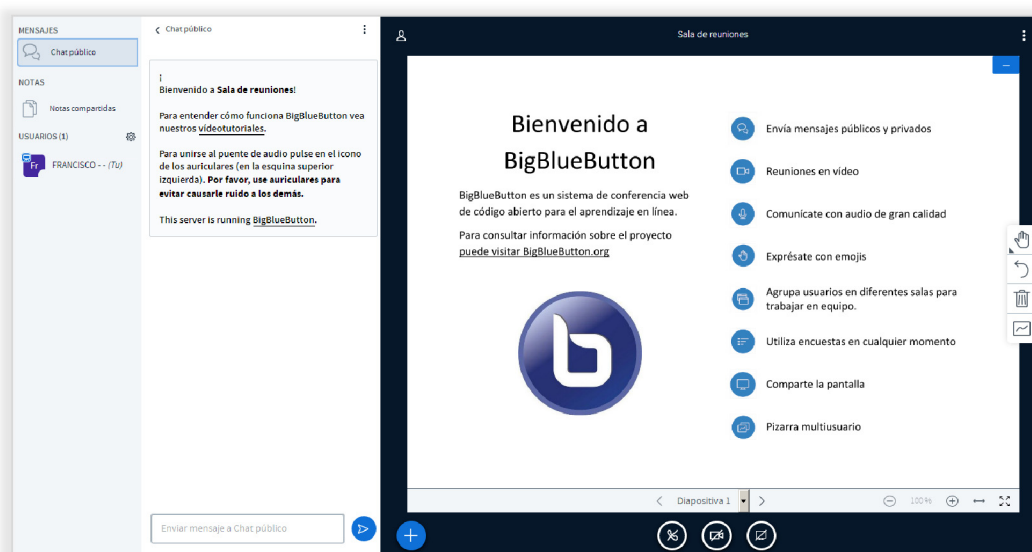 MENSAJES
Chat público
NOTAS
Notas compartidas
USUARIOS (1)
Fr
FRANCISCO - - (Tu)
Chat público
¡
Bienvenido a Sala de reuniones!
Para entender cómo funciona BigBlueButton vea
nuestros vídeotutoriales.
Para unirse al puente de audio pulse en el icono
de los auriculares (en la esquina superior
izquierda). Por favor, use auriculares para
evitar causarle ruido a los demás.
This server is running BigBlueButton.
Enviar mensaje a Chat público
Sala de reuniones
Bienvenido a
BigBlueButton
BigBlueButton es un sistema de conferencia web
de código abierto para el aprendizaje en línea.
Para consultar información sobre el proyecto
puede visitar BigBlueButton.org
b
Envía mensajes públicos y privados
Reuniones en vídeo
Comunícate con audio de gran calidad
Exprésate con emojis
Agrupa usuarios en diferentes salas para
trabajar en equipo.
Utiliza encuestas en cualquier momento
Comparte la pantalla
Pizarra multiusuario
Diapositiva 1
100%